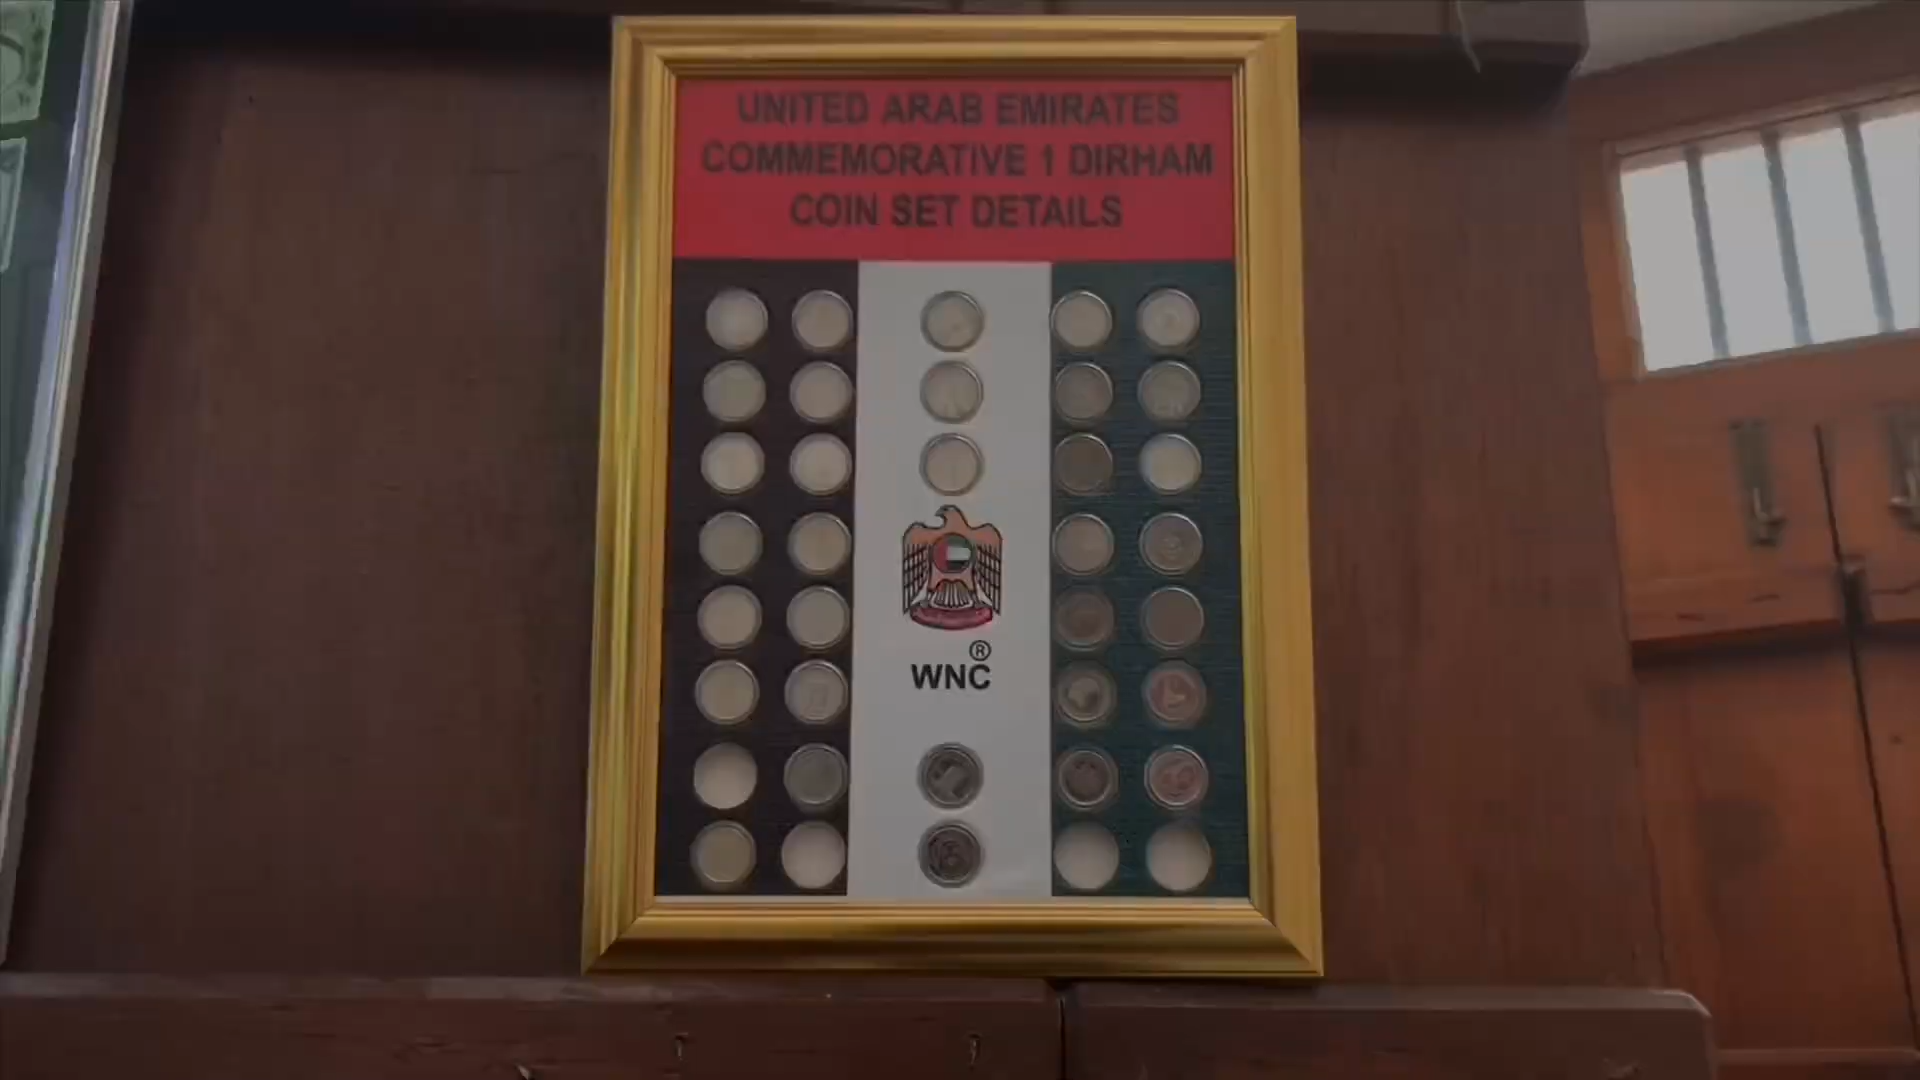 UNITED ARAB EMIRATES
COMMEMORATIVE 1 DIRHAM
COIN SET DETAILS
®
WNC